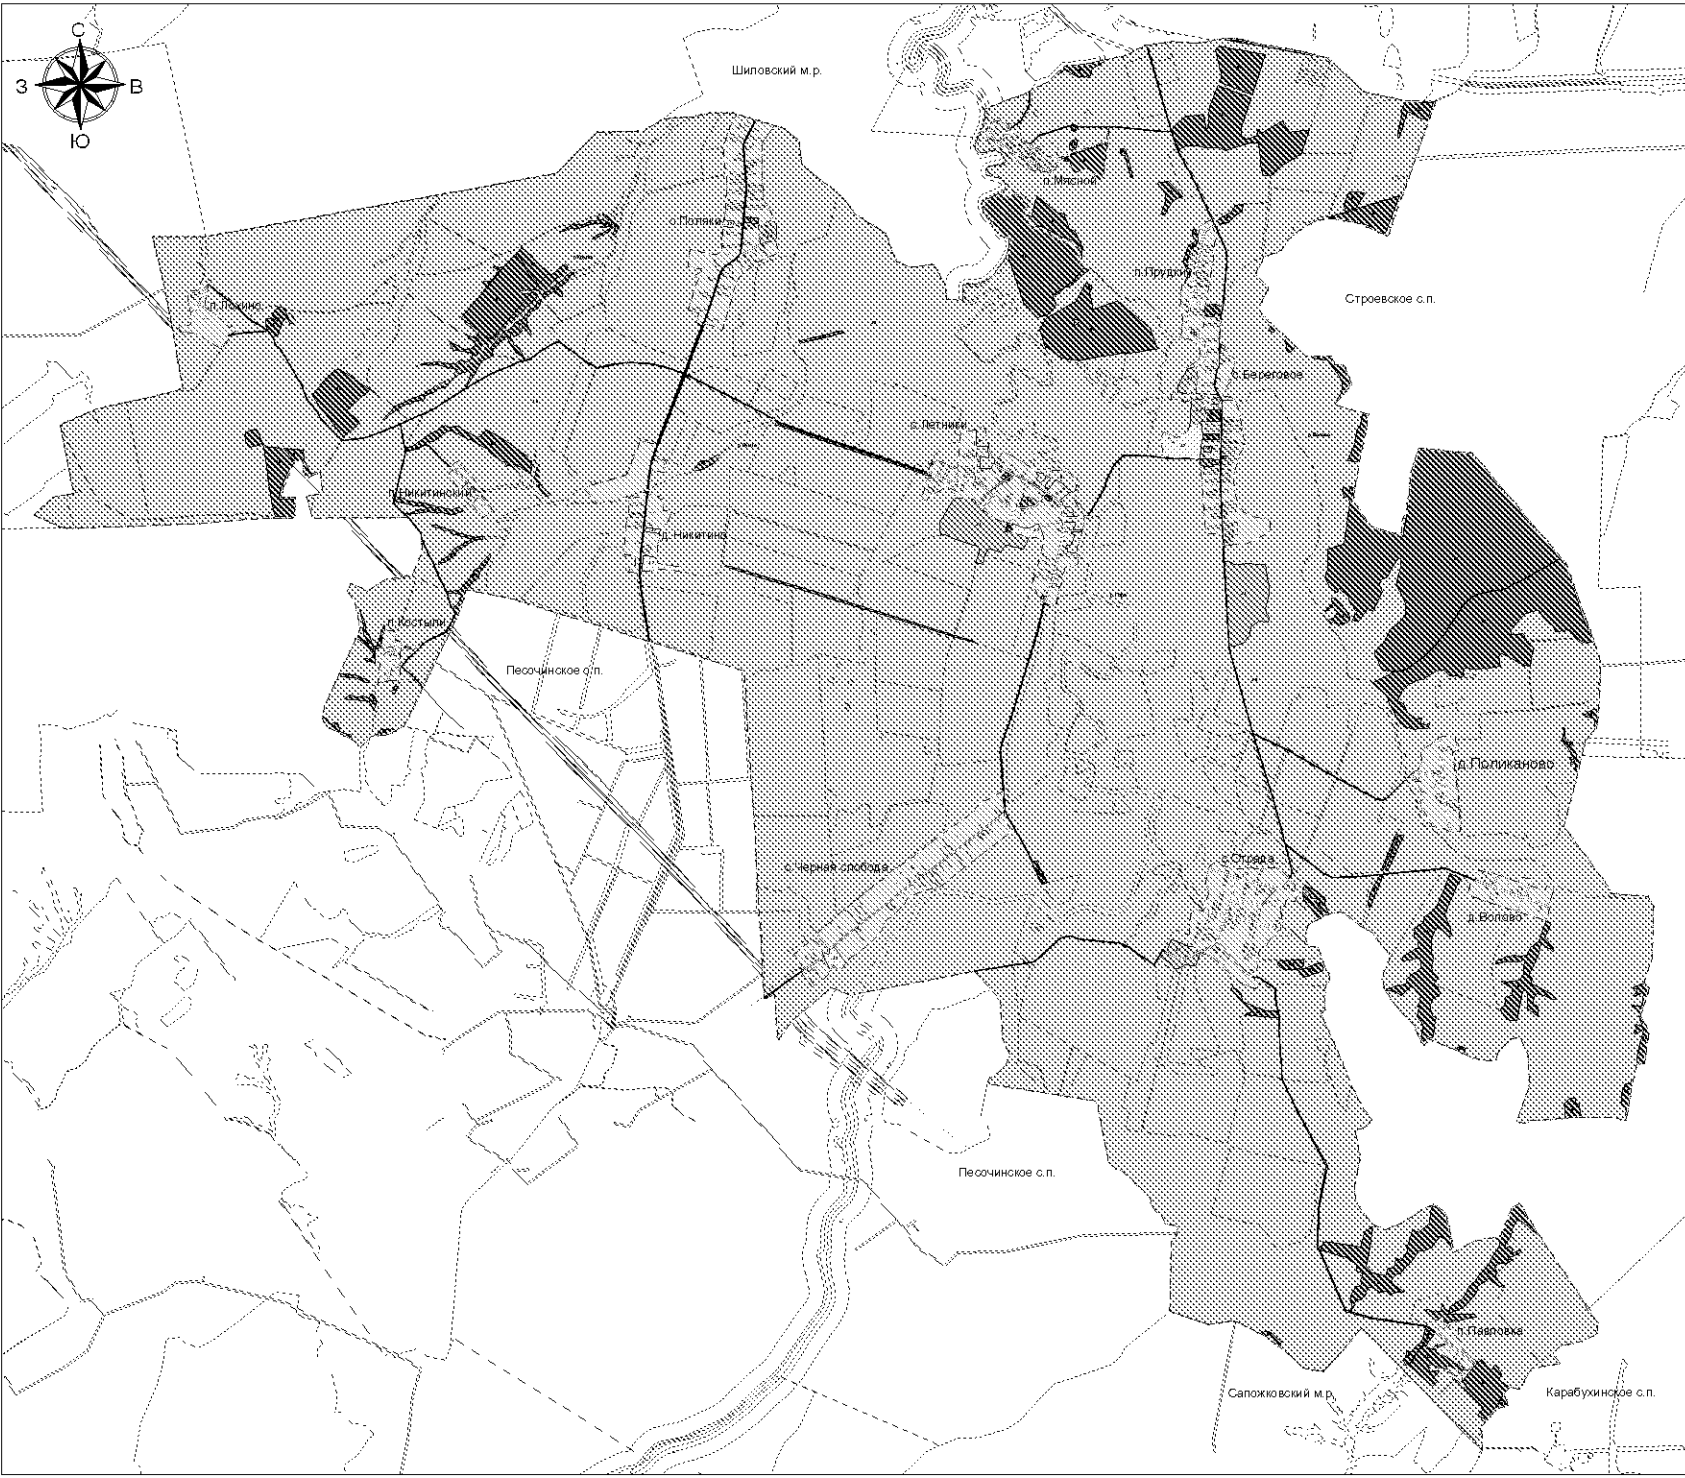 С
З
В
Ю
Шиловский м.р.
п.Мясной
с.Поляки
п.Прудки
Строевское с.п.
с.Береговое
с.Летники
п.Никитинский
д.Никитино
п.Костыли
Песочинское с.п.
д.Поликаново
с.Отрада
с.Черная слобода
д.Волово
Песочинское с.п.
п.Павловка
Сапожковский м.р.
Карабухинское с.п.